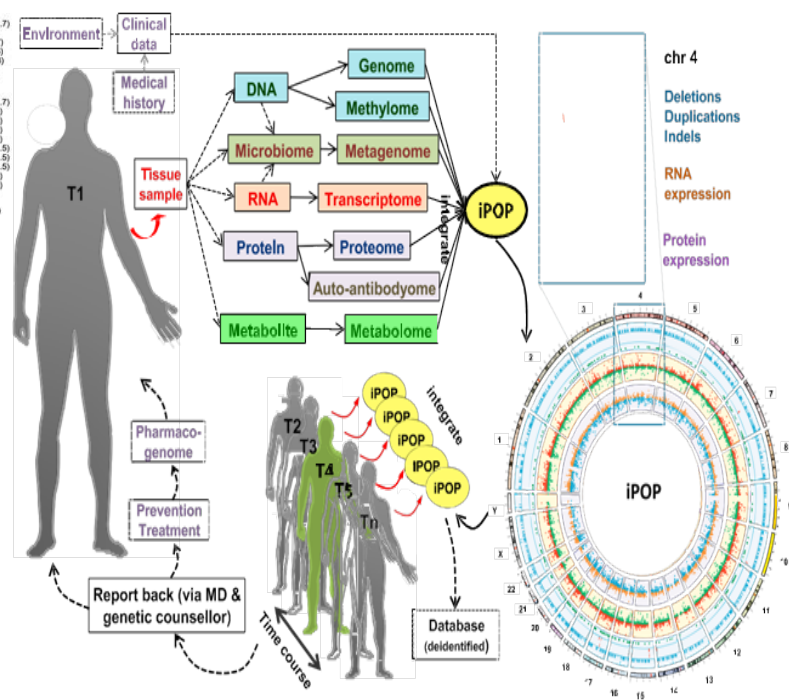 Environment
Clinical
data
Medical
history
T1
Tissue
sample
DNA
Genome
Methylome
Microbiome
Metagenome
RNA
Transcriptome
Protein
Proteome
Auto-antibodyome
Metabolite
Metabolome
integrate
iPOP
chr 4
Deletions
Duplications
Indels
RNA
expression
Protein
expression
Pharmaco-
genome
Prevention
Treatment
Report back (via MD &
genetic counsellor)
T2
T3
T4
T5
Tn
Time course
iPOP
iPOP
iPOP
iPOP
iPOP
integrate
Database
(deidentified)
iPOP
1
2
3
4
5
6
7
8
11
12
13
14
15
16
17
18
19
20
21
22
X
Y